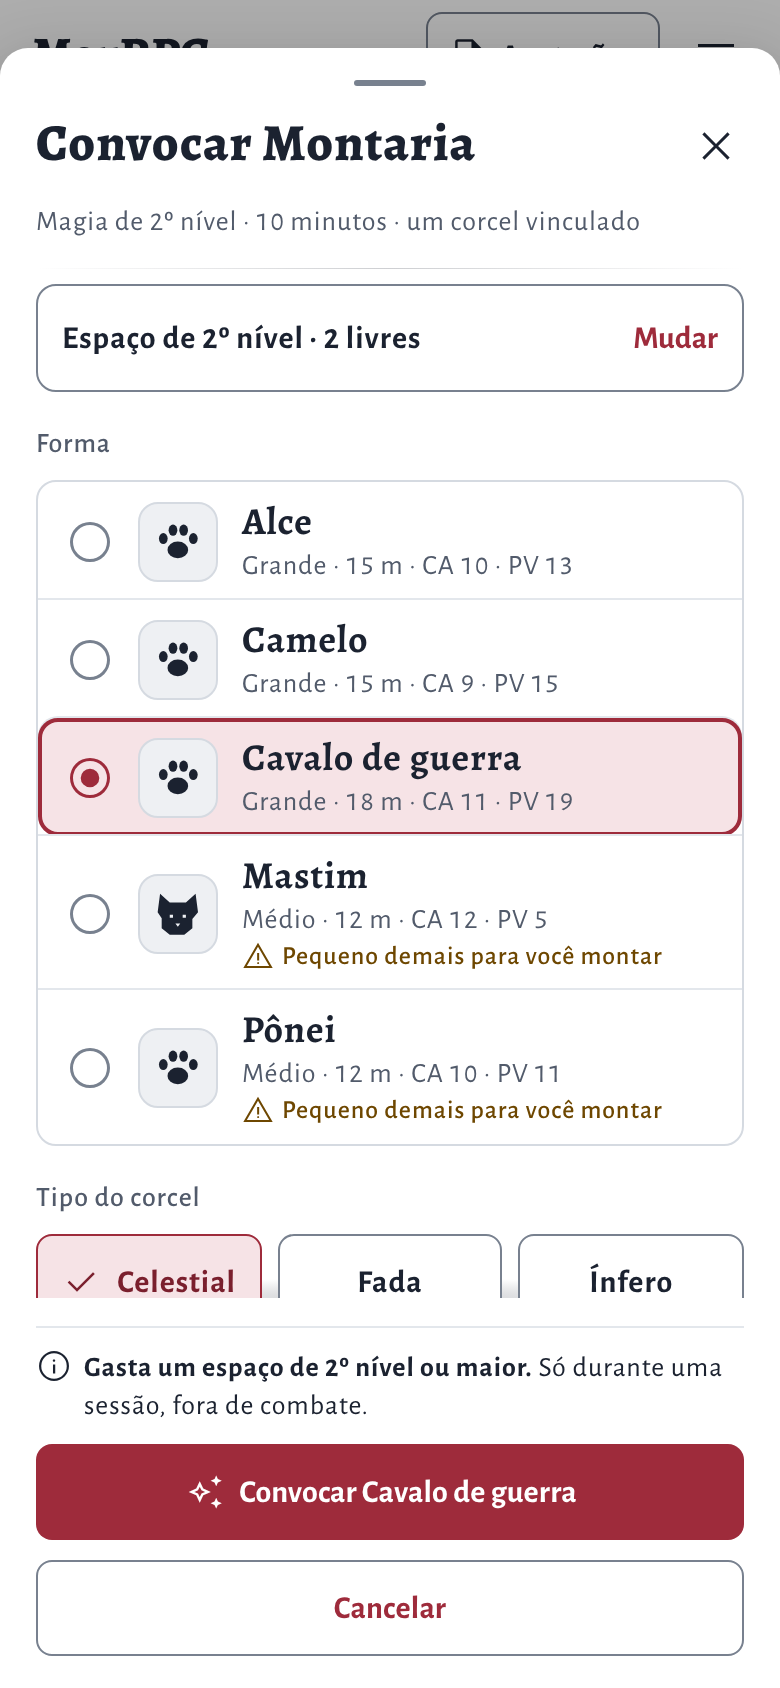 Convocar Montaria
Magia de 2º nível · 10 minutos · um corcel vinculado
Espaço de 2º nível · 2 livres
Mudar
Forma
Alce
Grande · 15 m · CA 10 · PV 13
Camelo
Grande · 15 m · CA 9 · PV 15
Cavalo de guerra
Grande · 18 m · CA 11 · PV 19
Mastim
Médio · 12 m · CA 12 · PV 5
Pequeno demais para você montar
Pônei
Médio · 12 m · CA 10 · PV 11
Pequeno demais para você montar
Tipo do corcel
Celestial
Fada
Ínfero
Gasta um espaço de 2º nível ou maior. Só durante uma
sessão, fora de combate.
Convocar Cavalo de guerra
Cancelar